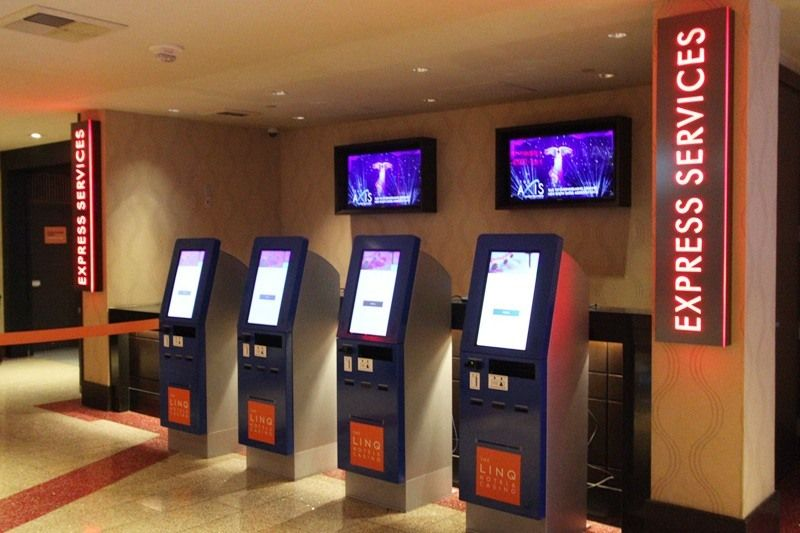 EXPRESS SERVICES
EXPRESS SERVICES
AXIS
AXIS
THE
LINQ
HOTEL &
CASINO
THE
LINQ
HOTEL &
CASINO
THE
LINQ
HOTEL &
CASINO
THE
LINQ
HOTEL &
CASINO